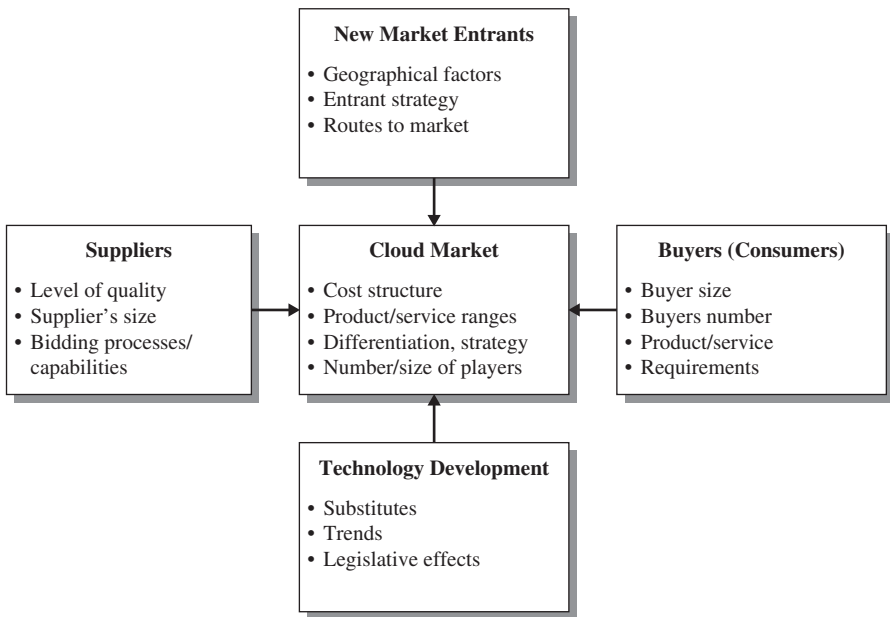 New Market Entrants
• Geographical factors
• Entrant strategy
• Routes to market
Suppliers
• Level of quality
• Supplier’s size
• Bidding processes/
capabilities
Cloud Market
• Cost structure
• Product/service ranges
• Differentiation, strategy
• Number/size of players
Buyers (Consumers)
• Buyer size
• Buyers number
• Product/service
• Requirements
Technology Development
• Substitutes
• Trends
• Legislative effects